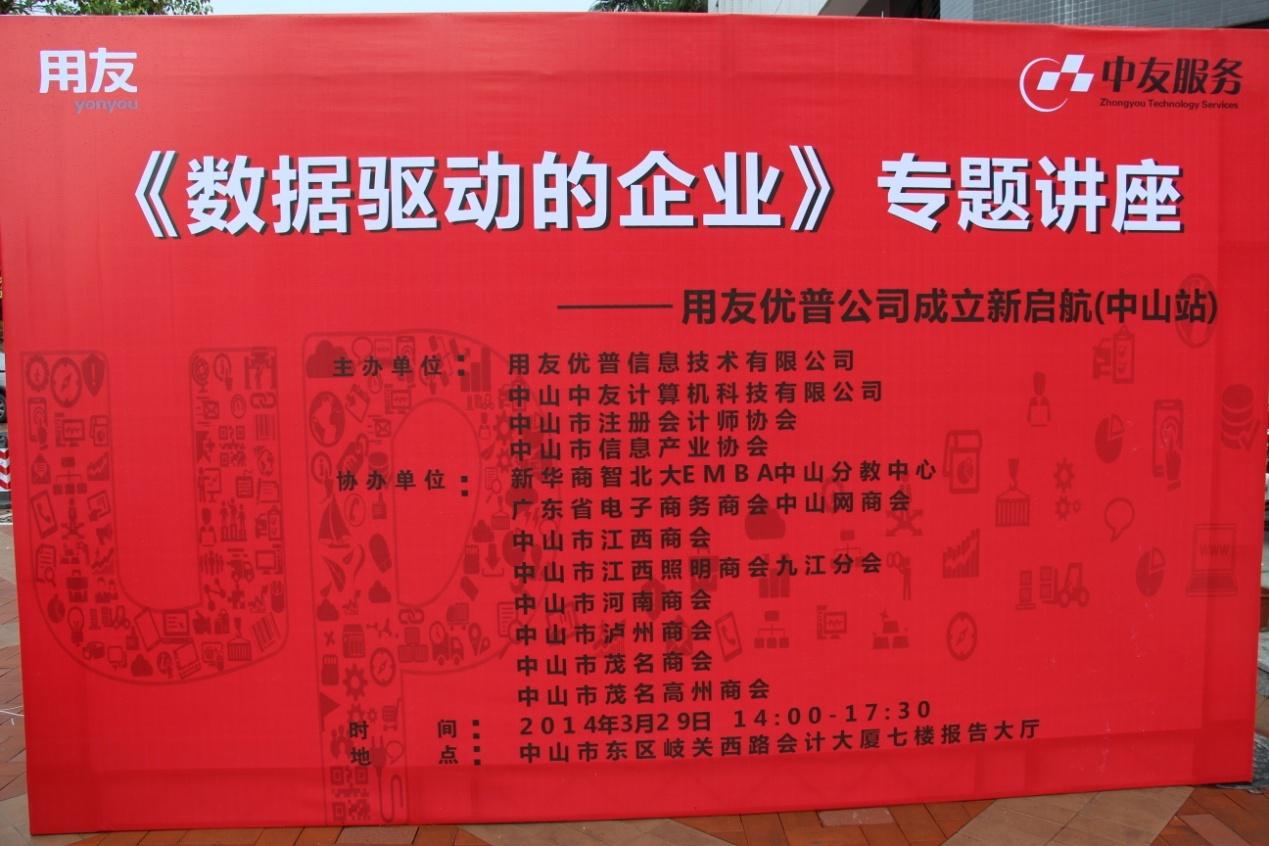 用友
yonyou
中友服务
Zhongyou Technology Services
《数据驱动的企业》专题讲座
———用友优普公司成立新启航(中山站)
主办单位：用友优普信息技术有限公司
中山中友计算机科技有限公司
中山市注册会计师协会
中山市信息产业协会
协办单位：新华商智北大EMBA中山分教中心
广东省电子商务商会中山网商会
中山市江西商会
中山市江西照明商会九江分会
中山市河南商会
中山市泸州商会
中山市茂名商会
中山市茂名高州商会
时间：2014年3月29日 14:00-17:30
地点：中山市东区岐关西路会计大厦七楼报告大厅
UP
WWW